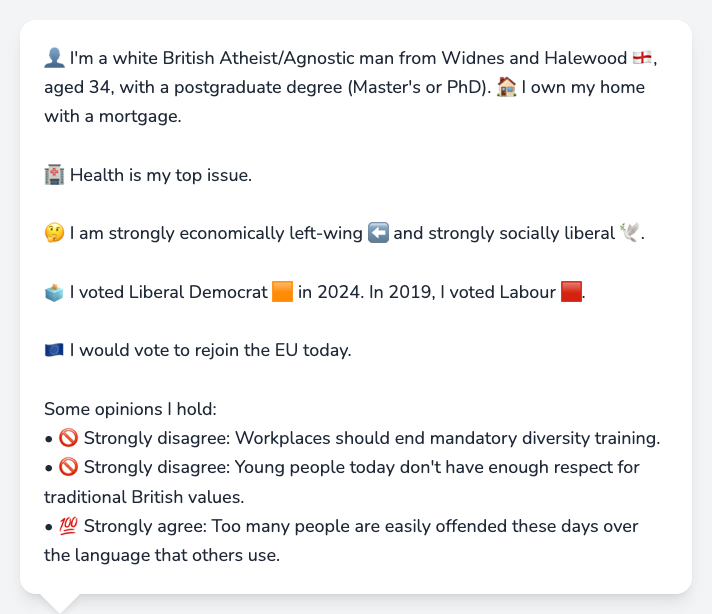 👤 I'm a white British Atheist/Agnostic man from Widnes and Halewood 🏴󠁧󠁢󠁥󠁮󠁧󠁿,
aged 34, with a postgraduate degree (Master's or PhD). 🏠 I own my home
with a mortgage.
🏥 Health is my top issue.
🤔 I am strongly economically left-wing ⬅️ and strongly socially liberal 🕊️.
🗳️ I voted Liberal Democrat 🟧 in 2024. In 2019, I voted Labour 🟥.
🇪🇺 I would vote to rejoin the EU today.
Some opinions I hold:
• 🚫 Strongly disagree: Workplaces should end mandatory diversity training.
• 🚫 Strongly disagree: Young people today don't have enough respect for
traditional British values.
• 💯 Strongly agree: Too many people are easily offended these days over
the language that others use.